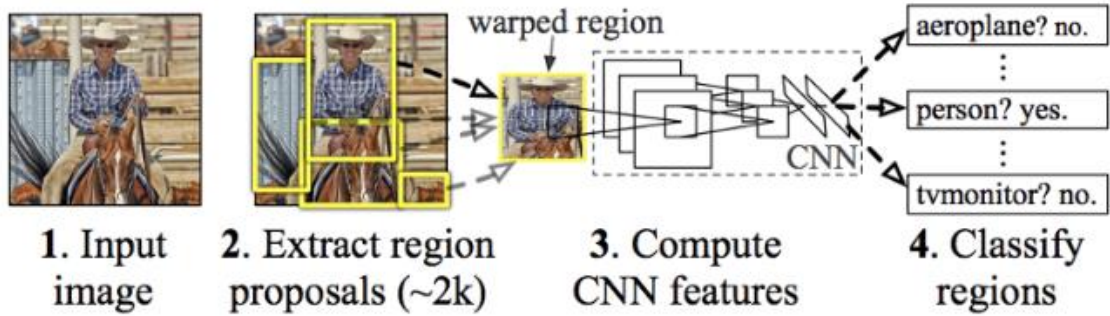 warped region
aeroplane? no.
person? yes.
CNN
tvmonitor? no.
1. Input
image
2. Extract region
proposals (~2k)
3. Compute
CNN features
4. Classify
regions